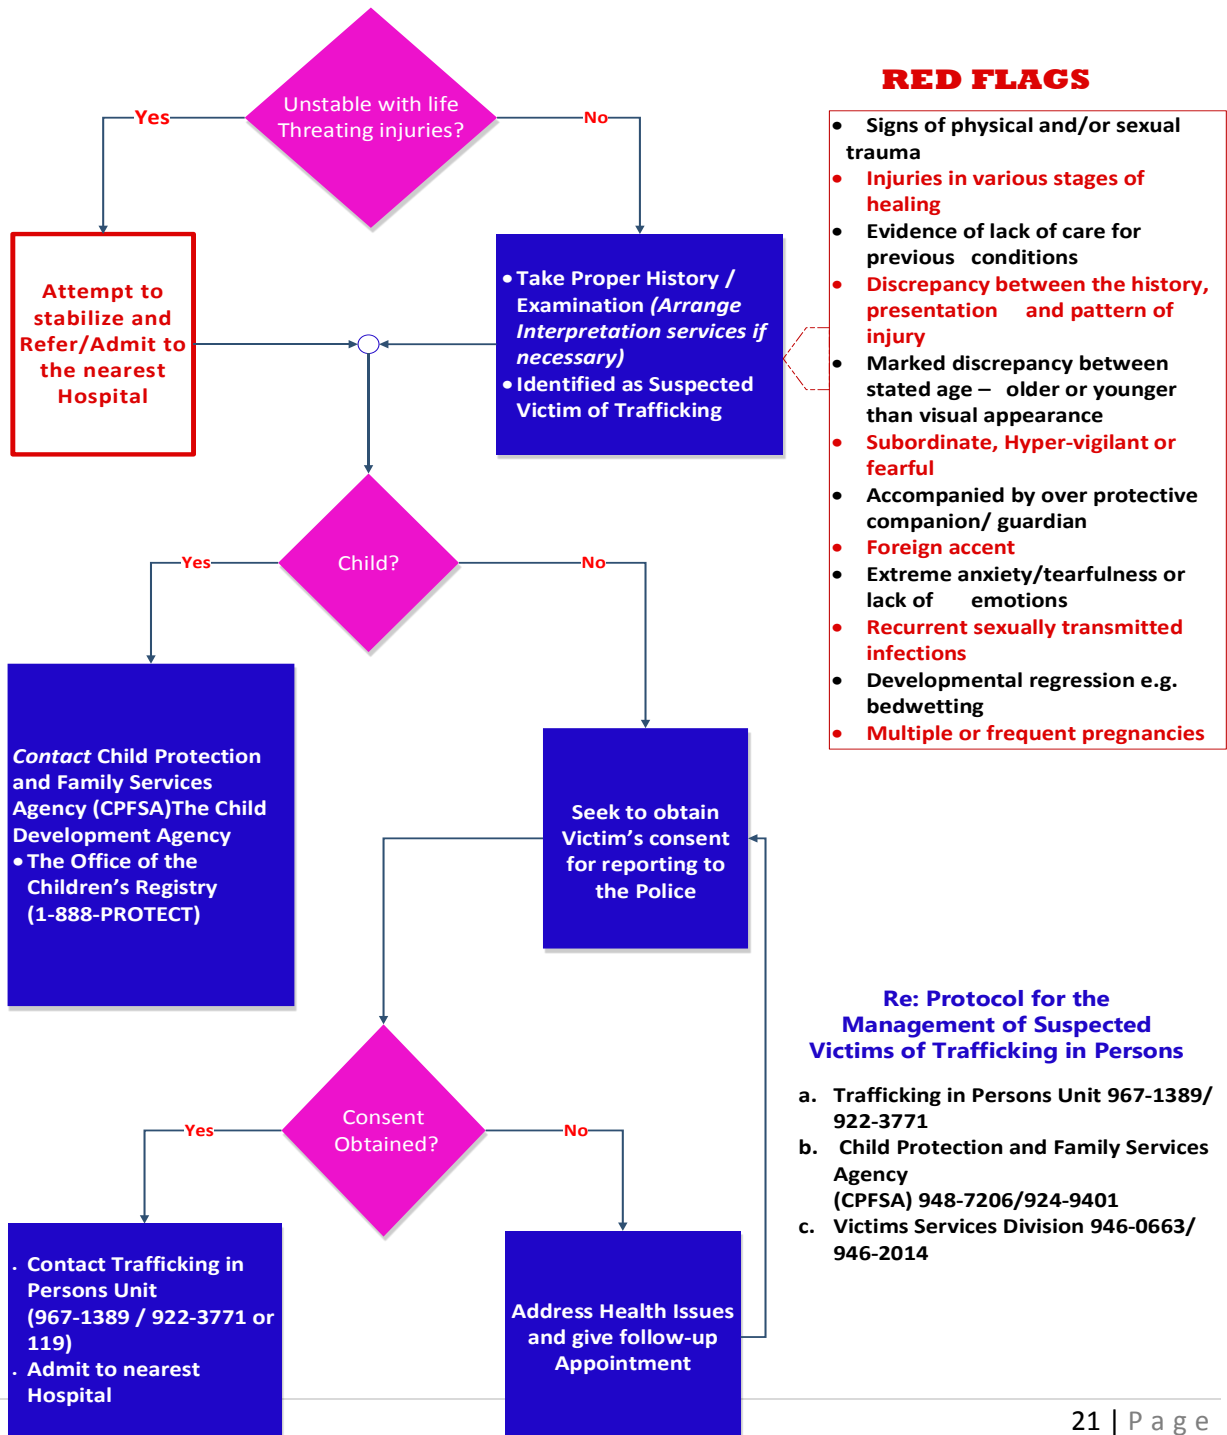 Unstable with life
Threating injuries?
Yes
No
Attempt to
stabilize and
Refer/Admit to
the nearest
Hospital
• Take Proper History /
Examination (Arrange
Interpretation services if
necessary)
• Identified as Suspected
Victim of Trafficking
RED FLAGS
• Signs of physical and/or sexual
trauma
• Injuries in various stages of
healing
• Evidence of lack of care for
previous conditions
• Discrepancy between the history,
presentation and pattern of
injury
• Marked discrepancy between
stated age – older or younger
than visual appearance
• Subordinate, Hyper-vigilant or
fearful
• Accompanied by over protective
companion/ guardian
• Foreign accent
• Extreme anxiety/tearfulness or
lack of emotions
• Recurrent sexually transmitted
infections
• Developmental regression e.g.
bedwetting
• Multiple or frequent pregnancies
Child?
Yes
No
Contact Child Protection
and Family Services
Agency (CPFSA)The Child
Development Agency
• The Office of the
Children’s Registry
(1-888-PROTECT)
Seek to obtain
Victim’s consent
for reporting to
the Police
Consent
Obtained?
Yes
No
. Contact Trafficking in
Persons Unit
(967-1389 / 922-3771 or
119)
. Admit to nearest
Hospital
Address Health Issues
and give follow-up
Appointment
Re: Protocol for the
Management of Suspected
Victims of Trafficking in Persons
a. Trafficking in Persons Unit 967-1389/
922-3771
b. Child Protection and Family Services
Agency
(CPFSA) 948-7206/924-9401
c. Victims Services Division 946-0663/
946-2014
21 | P a g e